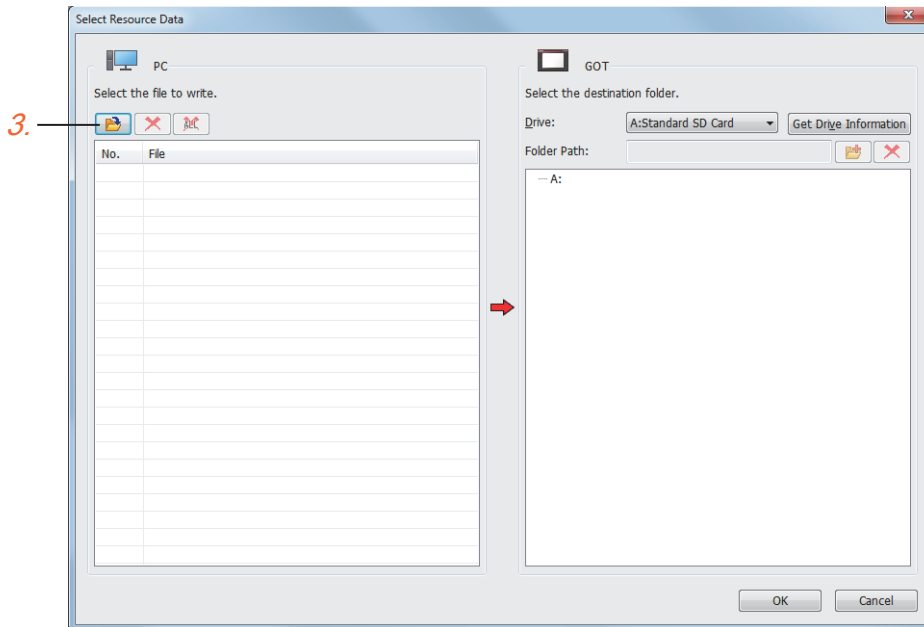 Select Resource Data
PC
Select the file to write.
3.
ALL
No. File
GOT
Select the destination folder.
Drive: A:Standard SD Card Get Drive Information
Folder Path:
A:
OK Cancel